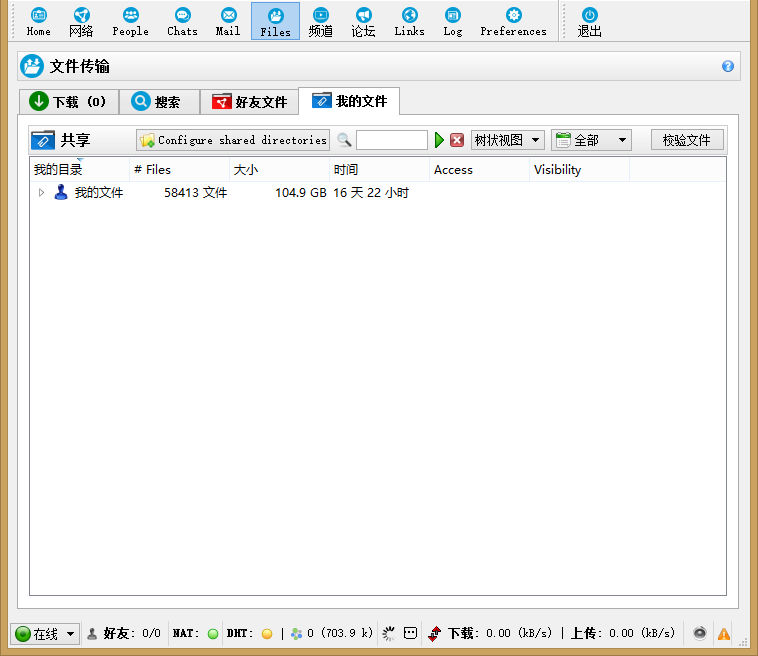 Home 网络 People Chats Mail Files 频道 论坛 Links Log Preferences 退出
文件传输
下载 (0) 搜索 好友文件 我的文件
共享 Configure shared directories 树状视图 全部 校验文件
我的目录 # Files 大小 时间 Access Visibility
我的文件 58413 文件 104.9 GB 16 天 22 小时
在线 好友: 0/0 NAT: DHT: | 0 (703.9 k) 下载: 0.00 (kB/s) | 上传: 0.00 (kB/s)